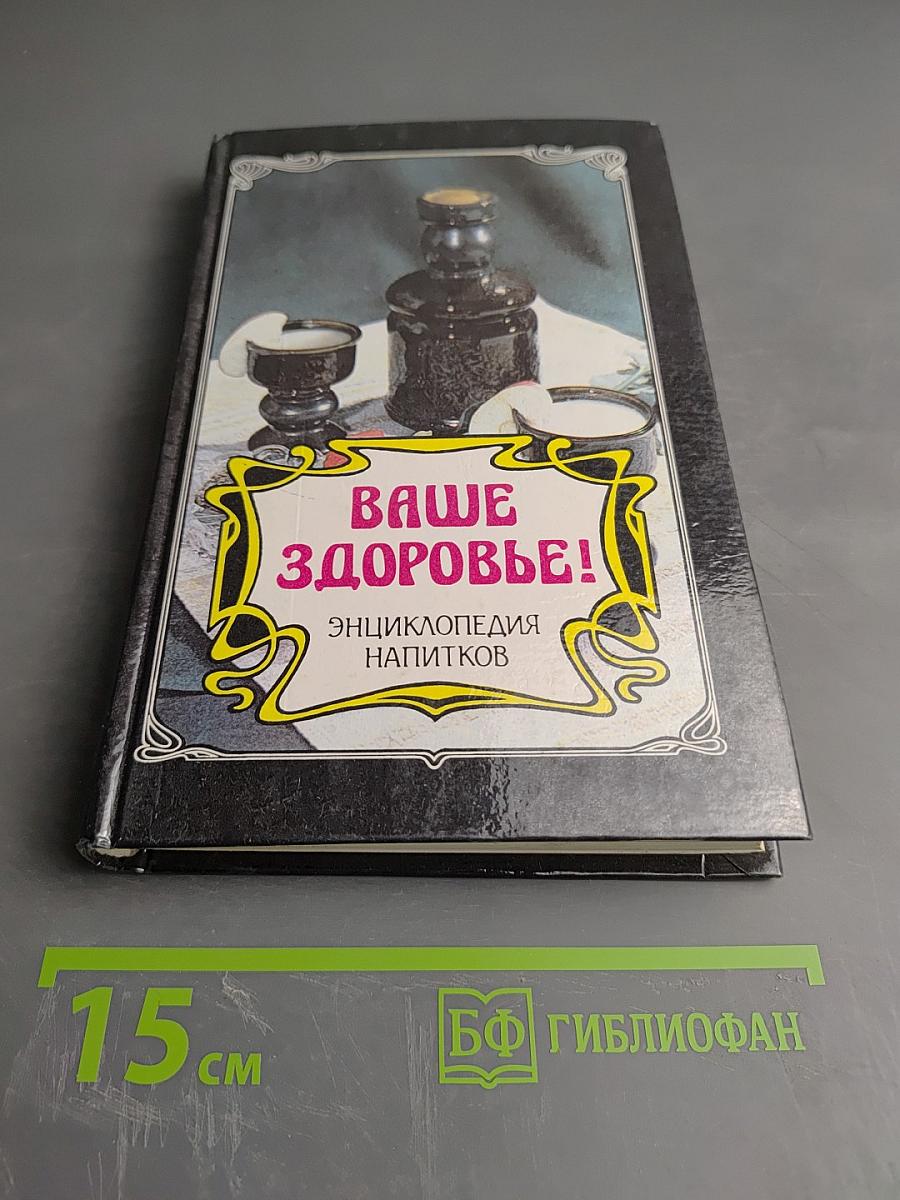 ВАШЕ
ЗДОРОВЬЕ!
ЭНЦИКЛОПЕДИЯ
НАПИТКОВ
15 см
БФ ГИБЛИОФАН